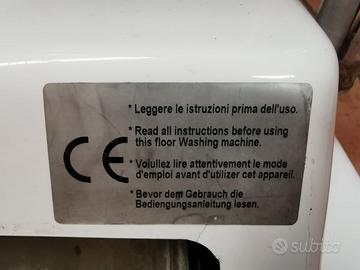 * Leggere le istruzioni prima dell'uso.
* Read all instructions before using
this floor Washing machine.
CE
* Voiullez lire attentivement le mode
d'emploi avant d'utilizer cet appareil.
* Bevor dem Gebrauch die
Bedienungsanleitung lesen.
subito